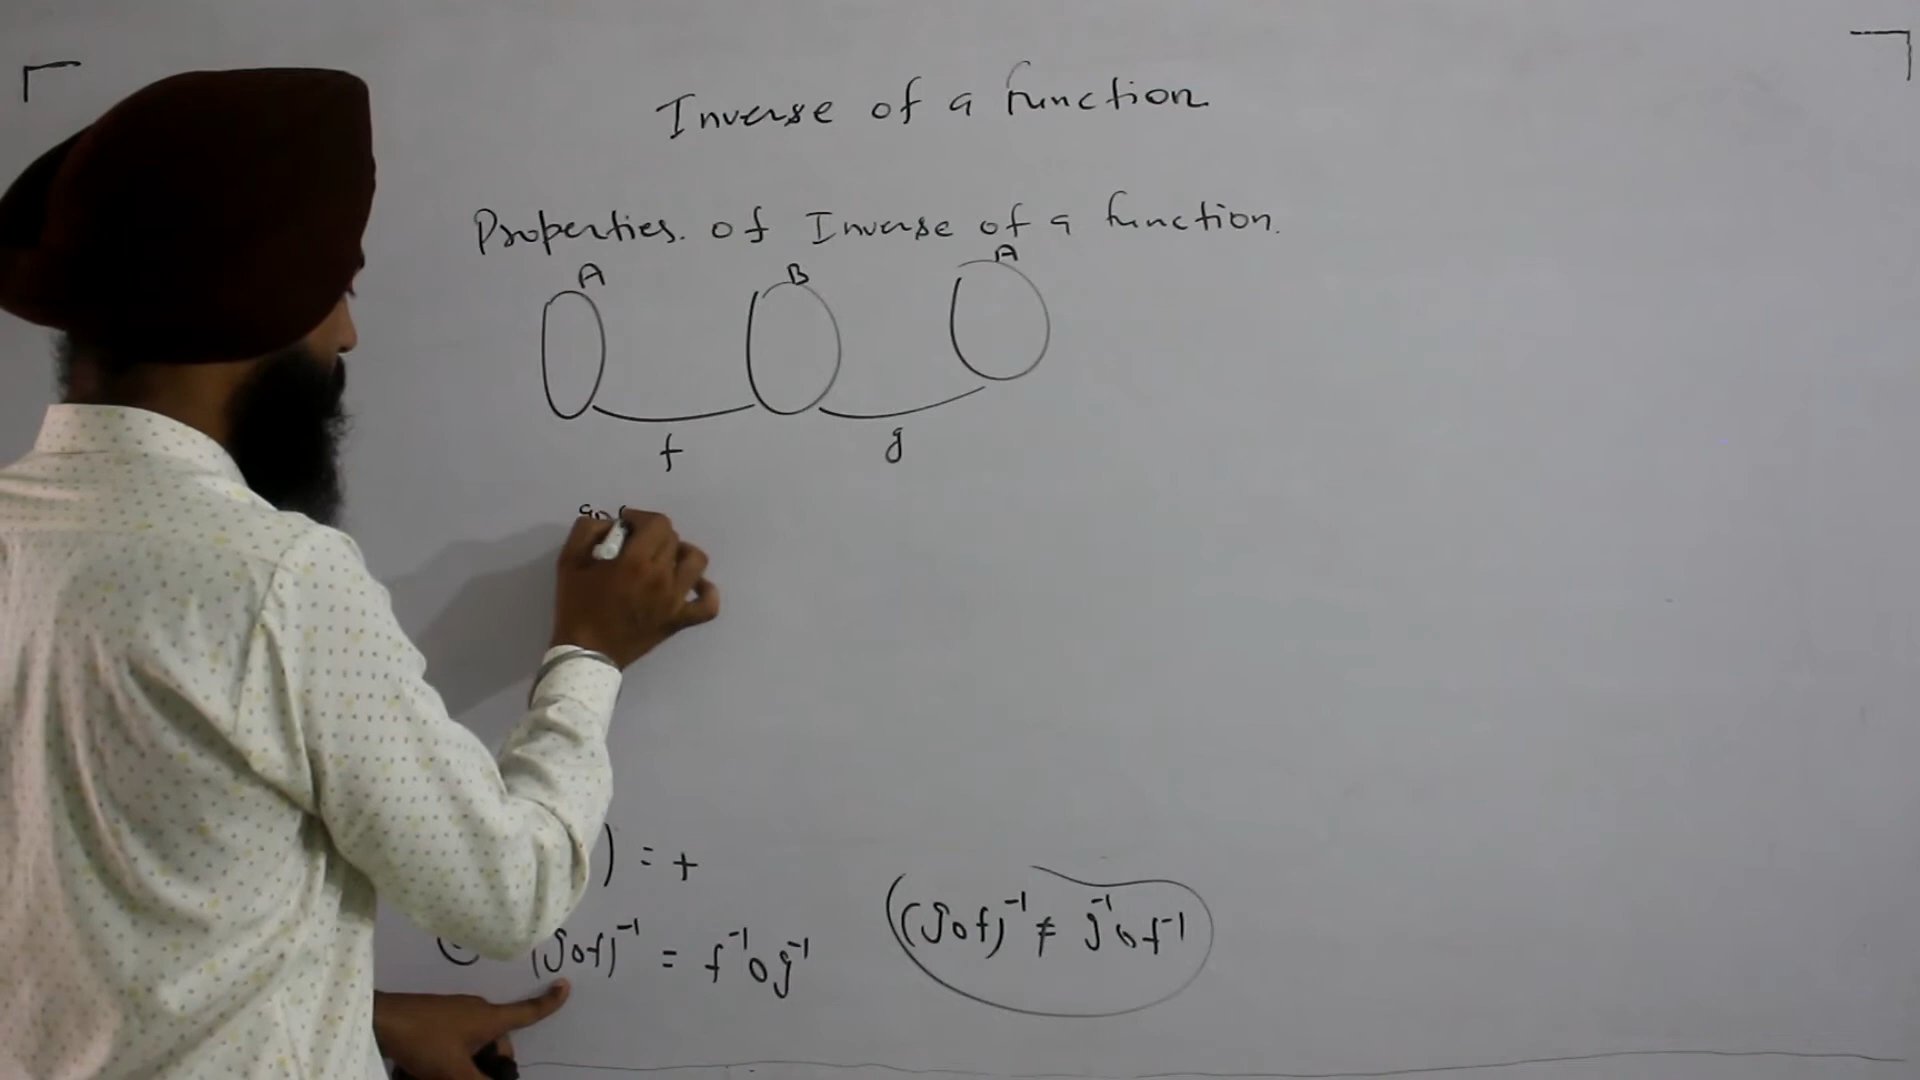 Inverse of a function
Properties. of Inverse of a function.
A B A
f g
) = f
(gof)⁻¹ = f⁻¹og⁻¹ (gof)⁻¹ ≠ g⁻¹of⁻¹